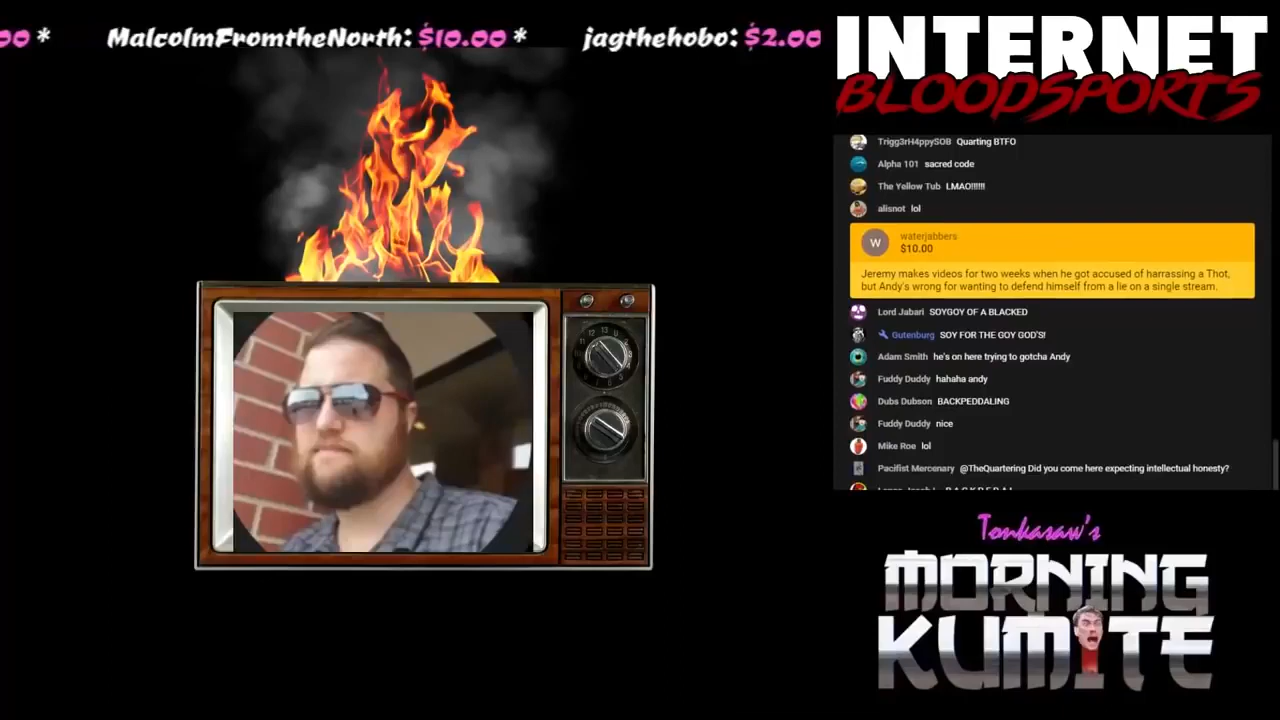 00 * MalcolmFromtheNorth: $10.00 * jagthehobo: $2.00
INTERNET
BLOODSPORTS
Trigg3rH4ppySOB Quarting BTFO
Alpha 101 sacred code
The Yellow Tub LMAO!!!!!!
alisnot lol
W
waterjabbers
$10.00
Jeremy makes videos for two weeks when he got accused of harrassing a Thot,
but Andy's wrong for wanting to defend himself from a lie on a single stream.
Lord Jabari SOYGOY OF A BLACKED
Gutenburg SOY FOR THE GOY GOD'S!
Adam Smith he's on here trying to gotcha Andy
Fuddy Duddy hahaha andy
Dubs Dubson BACKPEDDALING
Fuddy Duddy nice
Mike Roe lol
Pacifist Mercenary @TheQuartering Did you come here expecting intellectual honesty?
Tonkasaw's
MORNING
KUMITE